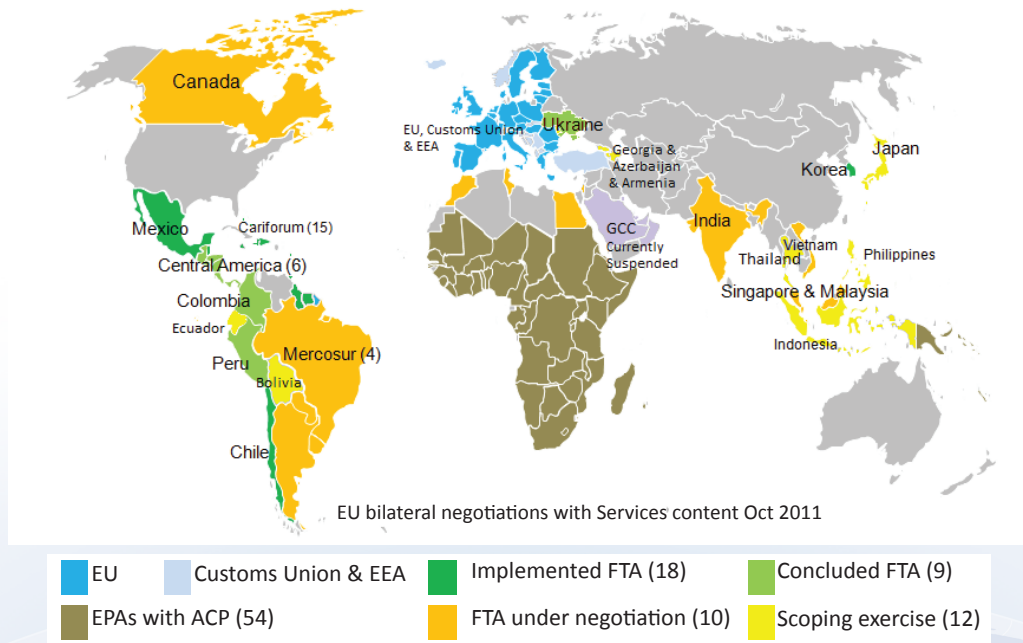 Canada
EU, Customs Union
& EEA
Ukraine
Georgia &
Azerbaijan
& Armenia
Japan
Korea
Mexico
Cariforum (15)
GCC
Currently
Suspended
India
Vietnam
Thailand
Philippines
Central America (6)
Colombia
Singapore & Malaysia
Ecuador
Indonesia
Peru
Mercosur (4)
Bolivia
Chile
EU bilateral negotiations with Services content Oct 2011
EU
Customs Union & EEA
Implemented FTA (18)
Concluded FTA (9)
EPAs with ACP (54)
FTA under negotiation (10)
Scoping exercise (12)